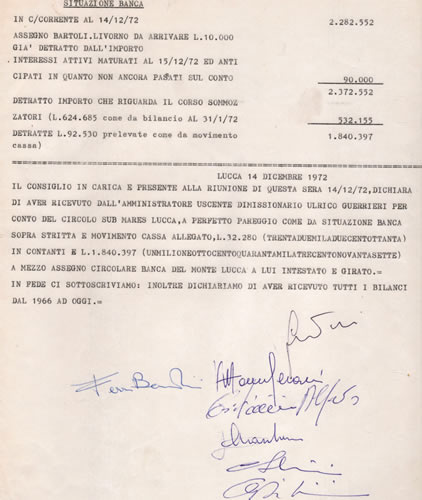 SITUAZIONE BANCA
IN C/CORRENTE AL 14/12/72 2.282.552
ASSEGNO BARTOLI.LIVORNO DA ARRIVARE L.10.000
GIA' DETRATTO DALL'IMPORTO
INTERESSI ATTIVI MATURATI AL 15/12/72 ED ANTI
CIPATI IN QUANTO NON ANCORA PASATI SUL CONTO 90.000
2.372.552
DETRATTO IMPORTO CHE RIGUARDA IL CORSO SOMMOZ
ZATORI (L.624.685 come da bilancio AL 31/1/72 532.155
DETRATTE L.92.530 prelevate come da movimento 1.840.397
cassa)
LUCCA 14 DICEMBRE 1972
IL CONSIGLIO IN CARICA E PRESENTE ALLA RIUNIONE DI QUESTA SERA 14/12/72,DICHIARA
DI AVER RICEVUTO DALL'AMMINISTRATORE USCENTE DIMISSIONARIO ULRICO GUERRIERI PER
CONTO DEL CIRCOLO SUB MARES LUCCA,A PERFETTO PAREGGIO COME DA SITUAZIONE BANCA
SOPRA STRITTA E MOVIMENTO CASSA ALLEGATO,L.32.280 (TRENTADUEMILADUECENTOTTANTA)
IN CONTANTI E L.1.840.397 (UNMILIONEOTTOCENTOQUARANTAMILATRECENTONOVANTASETTE)
A MEZZO ASSEGNO CIRCOLARE BANCA DEL MONTE LUCCA A LUI INTESTATO E GIRATO.=
IN FEDE CI SOTTOSCRIVIAMO: INOLTRE DICHIARIAMO DI AVER RICEVUTO TUTTI I BILANCI
DAL 1966 AD OGGI.=